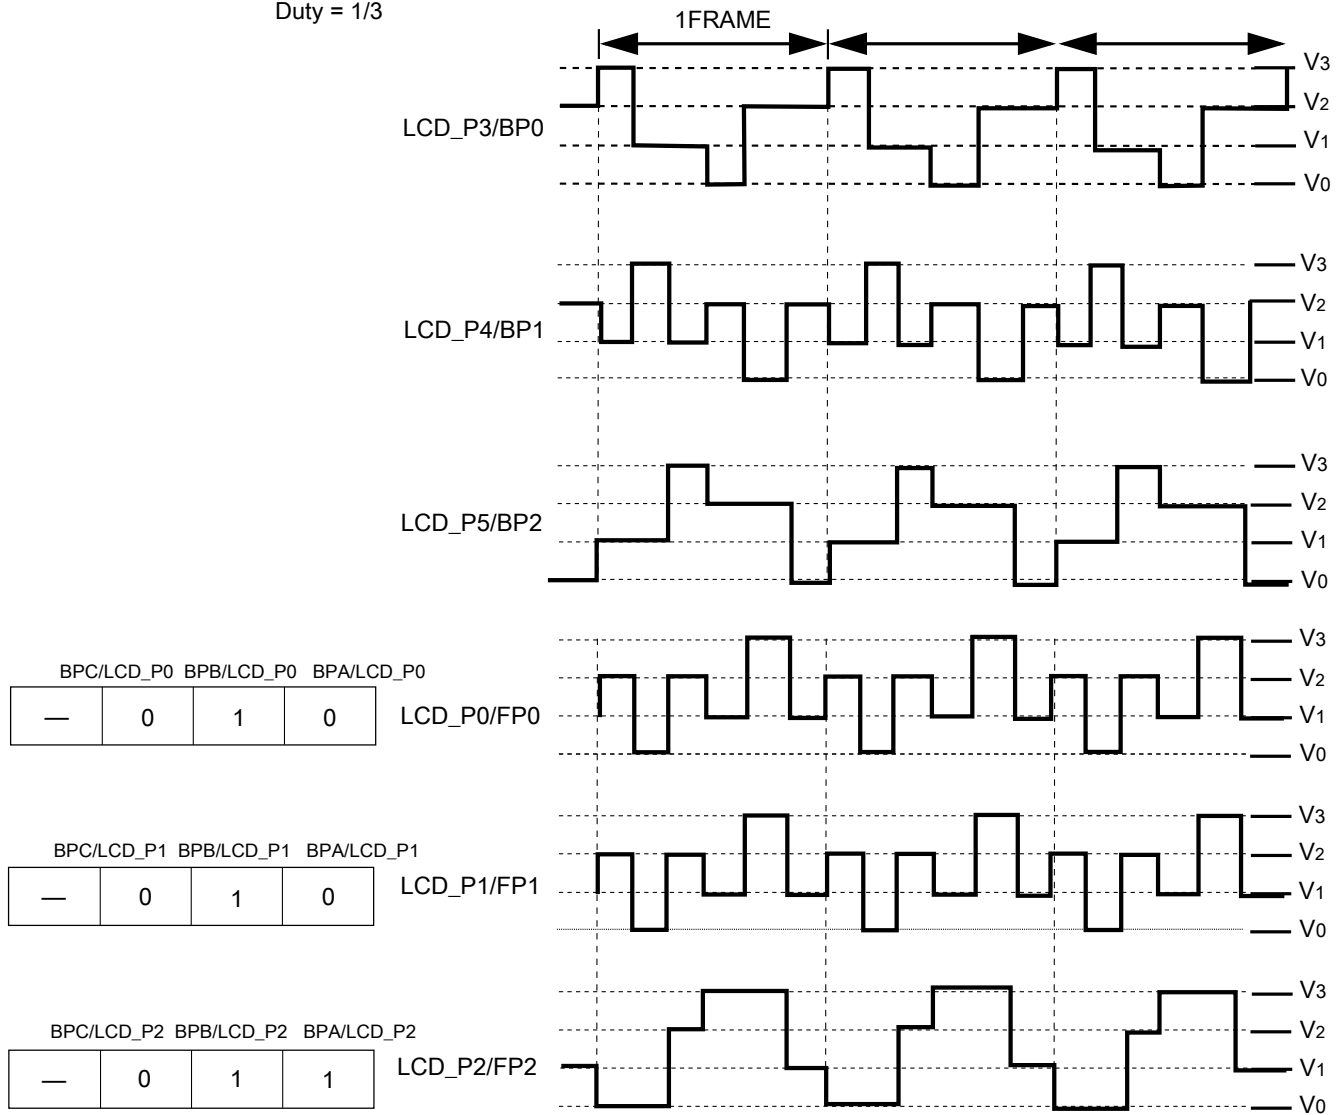 Duty = 1/3
1FRAME
LCD_P3/BP0
V3
V2
V1
V0
LCD_P4/BP1
V3
V2
V1
V0
LCD_P5/BP2
V3
V2
V1
V0
BPC/LCD_P0 BPB/LCD_P0 BPA/LCD_P0
— 0 1 0
LCD_P0/FP0
V3
V2
V1
V0
BPC/LCD_P1 BPB/LCD_P1 BPA/LCD_P1
— 0 1 0
LCD_P1/FP1
V3
V2
V1
V0
BPC/LCD_P2 BPB/LCD_P2 BPA/LCD_P2
— 0 1 1
LCD_P2/FP2
V3
V2
V1
V0